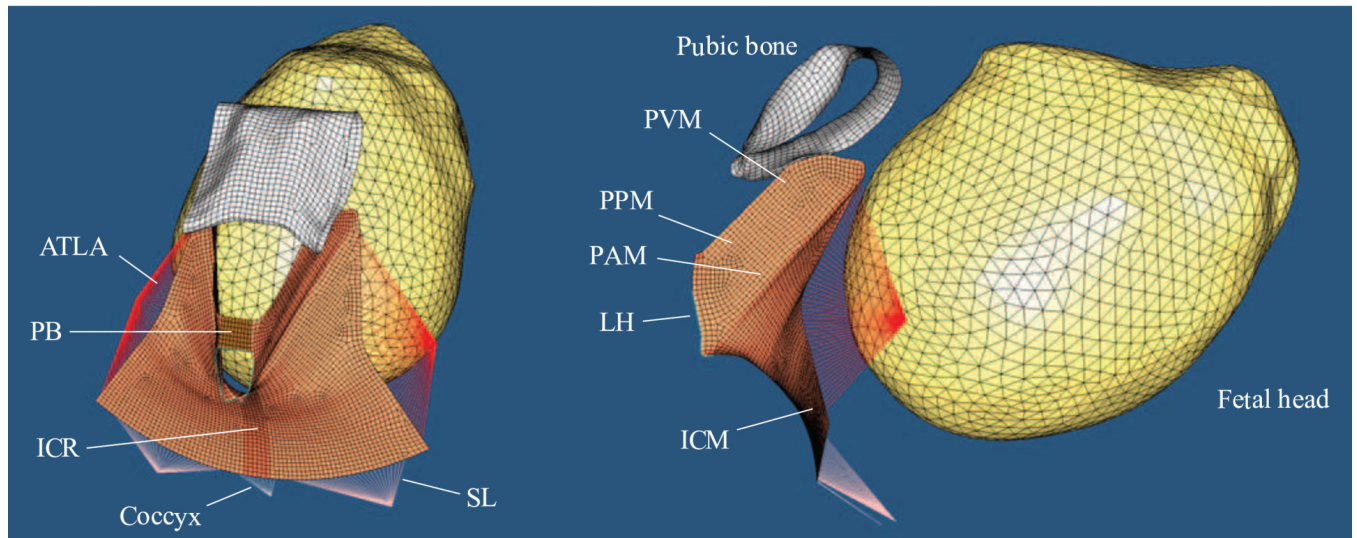 ATLA
PB
ICR
Coccyx
SL
Pubic bone
PVM
PPM
PAM
LH
ICM
Fetal head